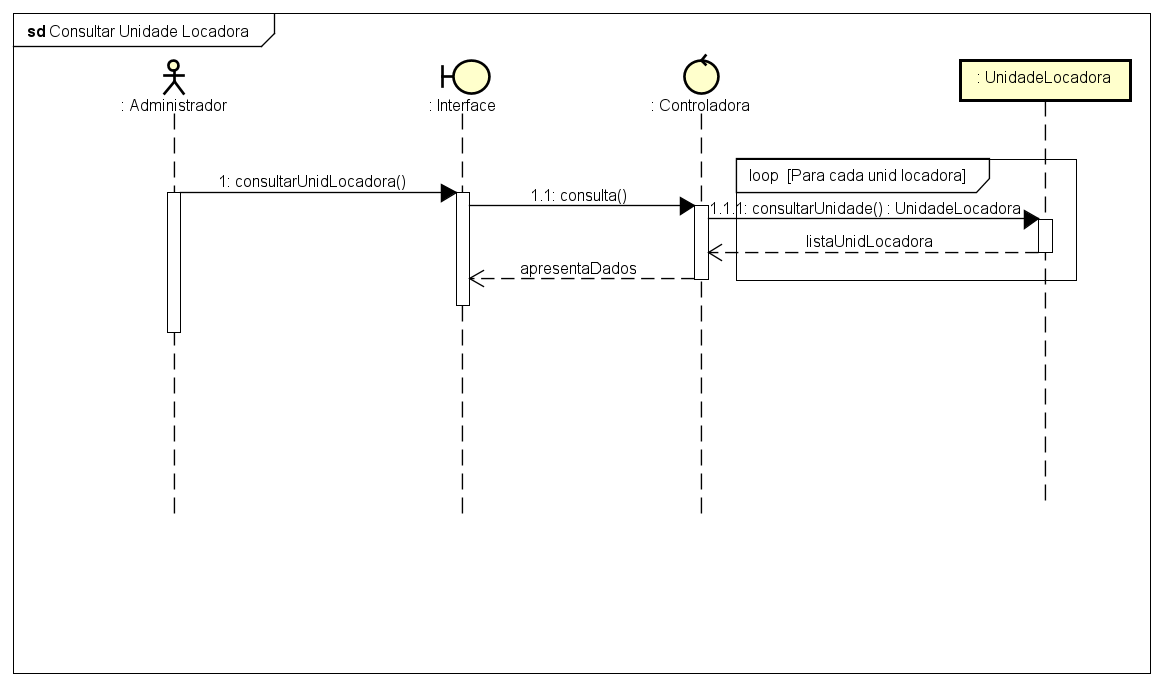 sd Consultar Unidade Locadora
: Administrador
: Interface
: Controladora
: UnidadeLocadora
loop [Para cada unid locadora]
1: consultarUnidLocadora()
1.1: consulta()
1.1.1: consultarUnidade() : UnidadeLocadora
listaUnidLocadora
apresentaDados